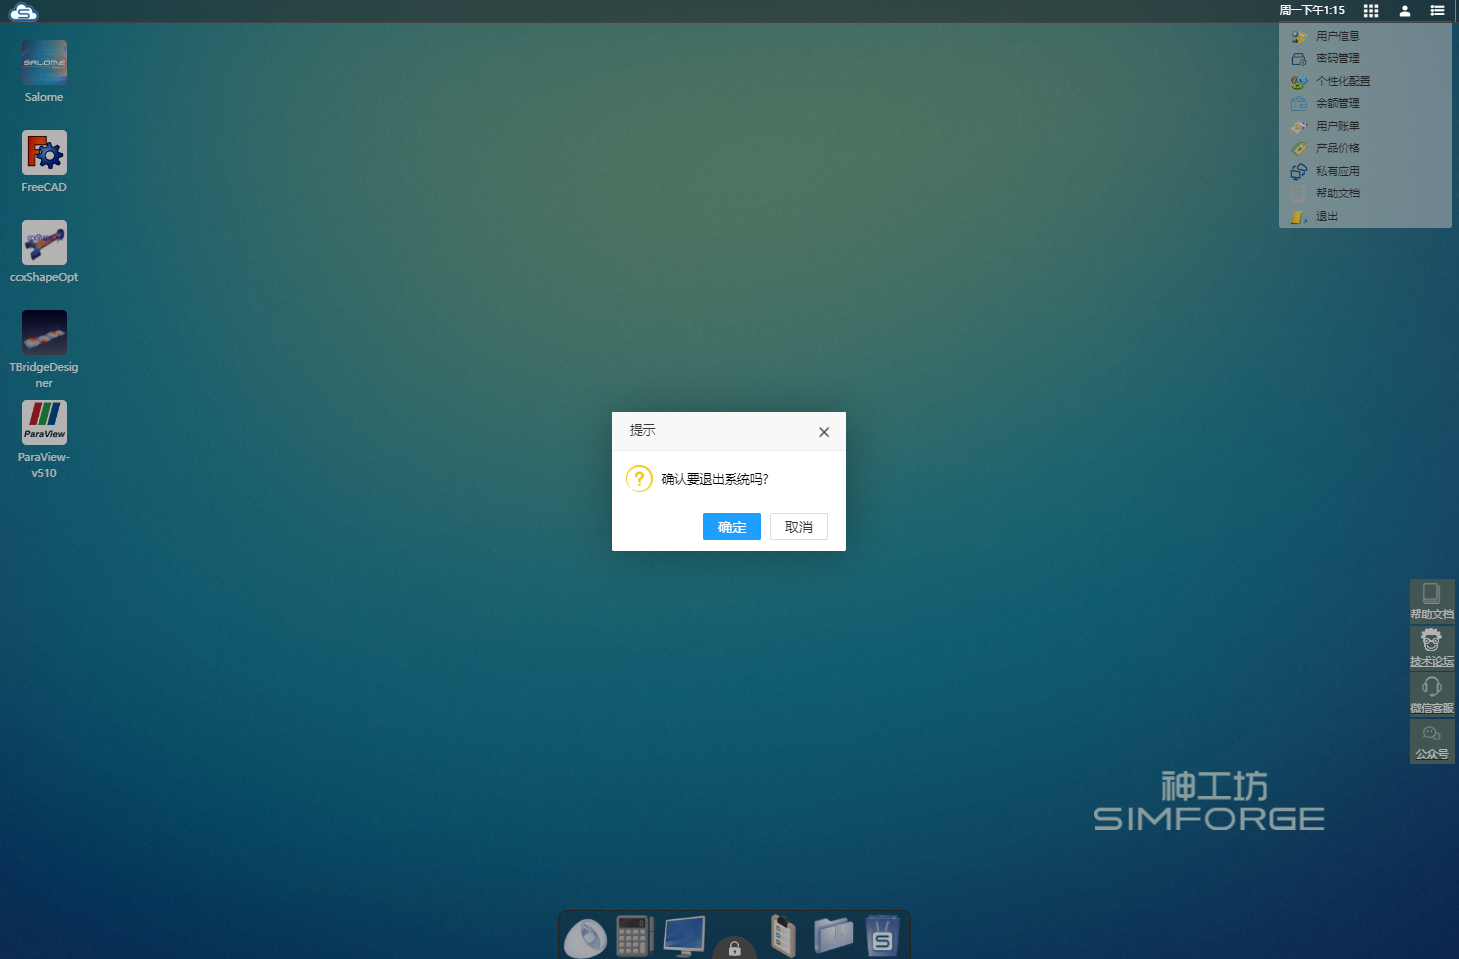 周一下午1:15
用户信息
密码管理
个性化配置
余额管理
用户账单
产品价格
私有应用
帮助文档
退出
SALOME
Salome
FreeCAD
ccxShapeOpt
TBridgeDesig
ner
ParaView
ParaView-
v510
提示
确认要退出系统吗?
确定
取消
帮助文档
技术论坛
微信客服
公众号
神工坊
SIMFORGE